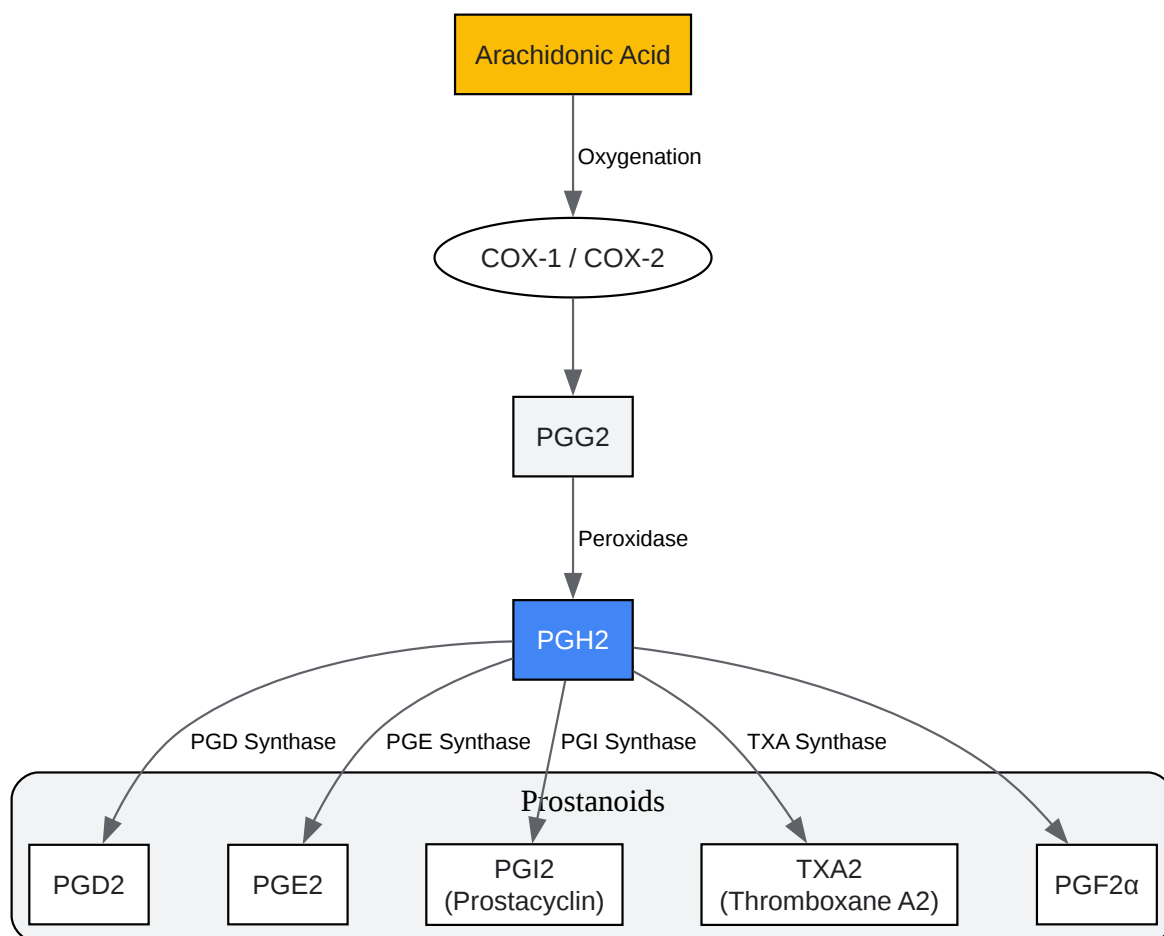 Arachidonic Acid
Oxygenation
COX-1 / COX-2
PGG2
Peroxidase
PGH2
PGD Synthase
PGE Synthase
PGI Synthase
TXA Synthase
Prostanoids
PGD2
PGE2
PGI2
(Prostacyclin)
TXA2
(Thromboxane A2)
PGF2α